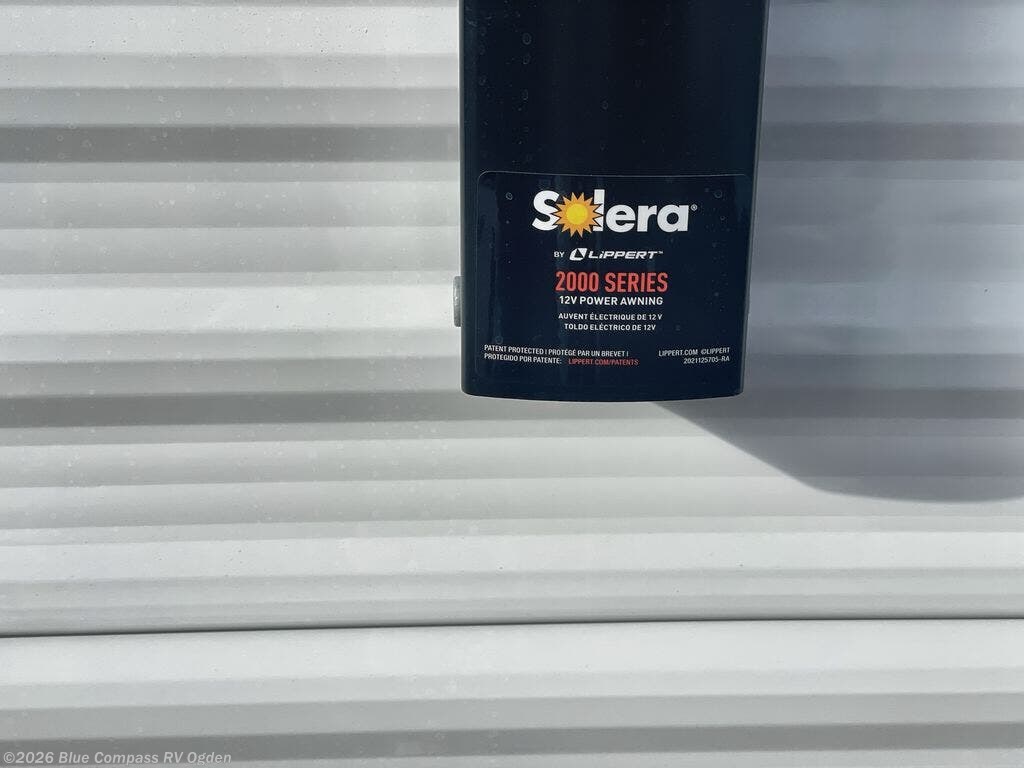 Solera®
BY LIPPERT™
2000 SERIES
12V POWER AWNING
AUVENT ÉLECTRIQUE DE 12 V
TOLDO ELÉCTRICO DE 12V
PATENT PROTECTED | PROTÉGÉ PAR UN BREVET |
PROTEGIDO POR PATENTE: LIPPERT.COM/PATENTS
LIPPERT.COM ©LIPPERT
2021125705-RA
©2026 Blue Compass RV Ogden